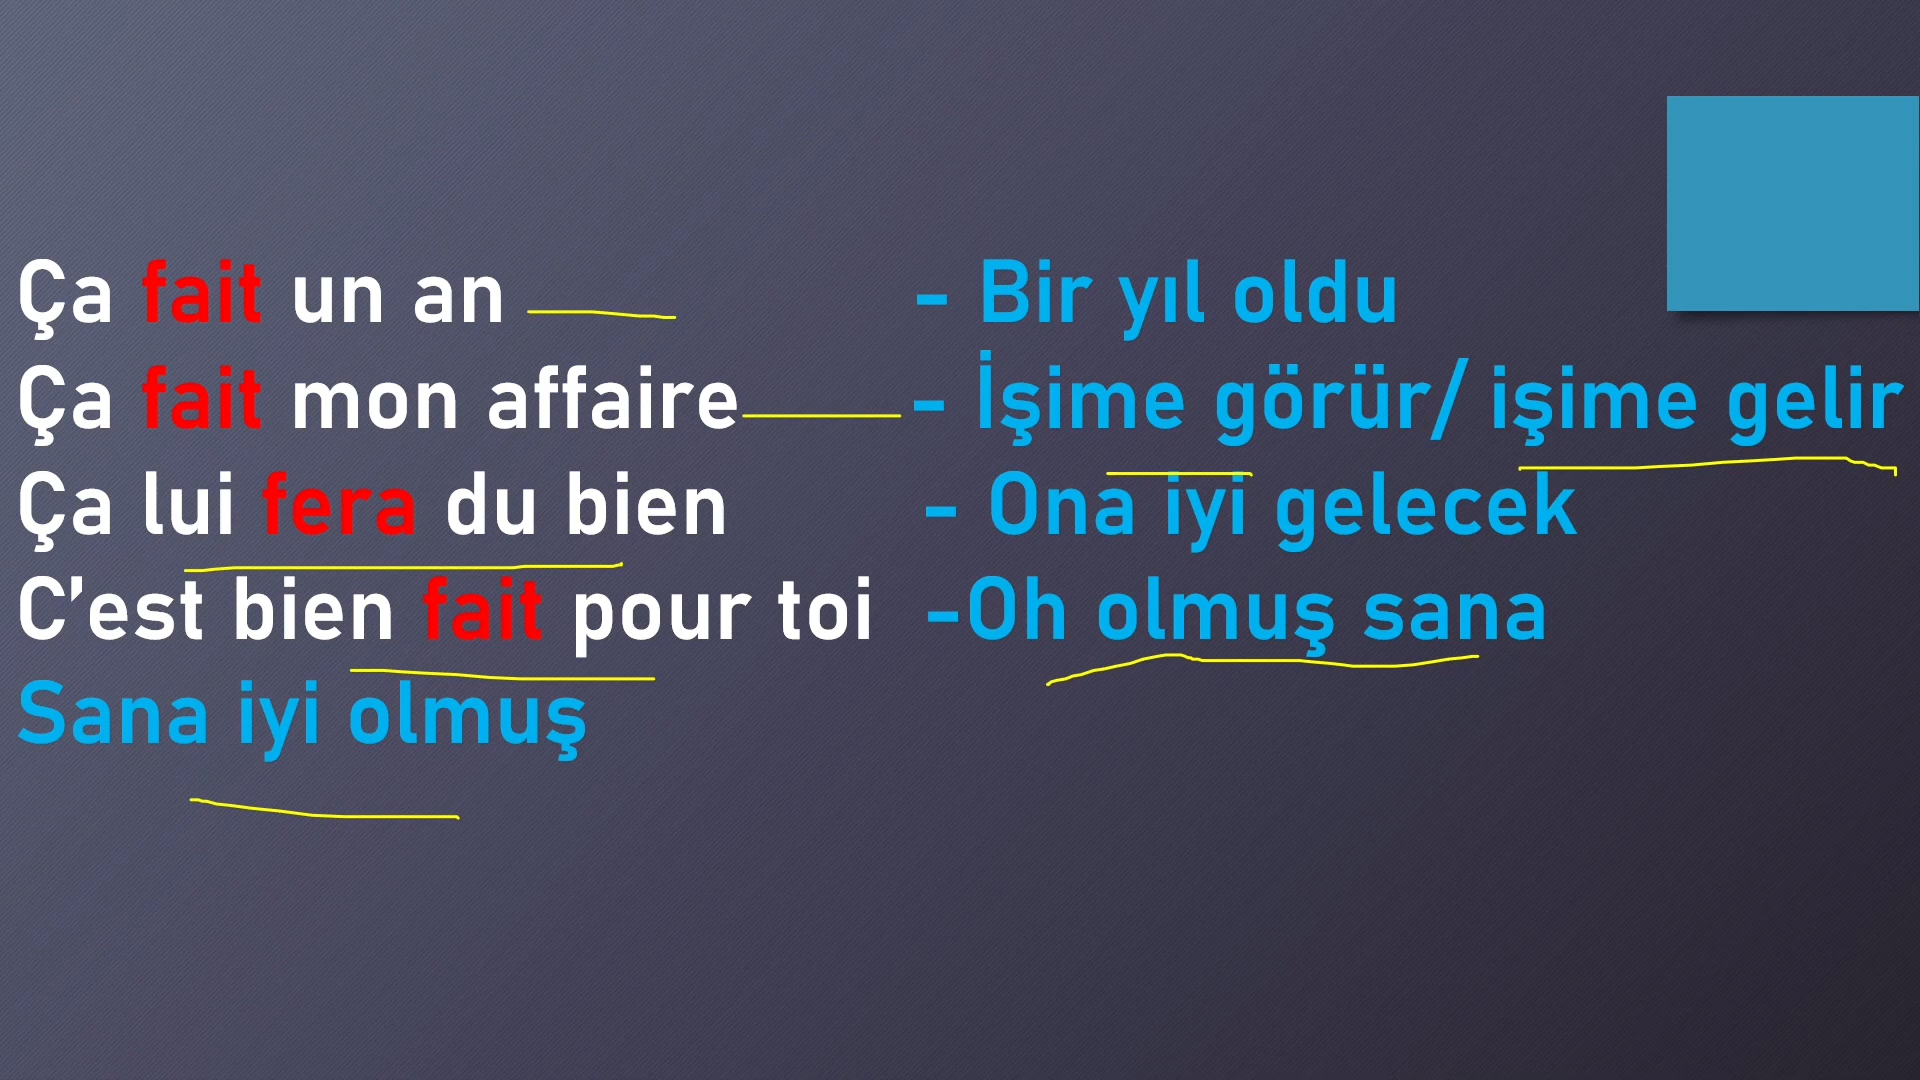 Ça fait un an - Bir yıl oldu
Ça fait mon affaire - İşime görür/ işime gelir
Ça lui fera du bien - Ona iyi gelecek
C'est bien fait pour toi -Oh olmuş sana
Sana iyi olmuş